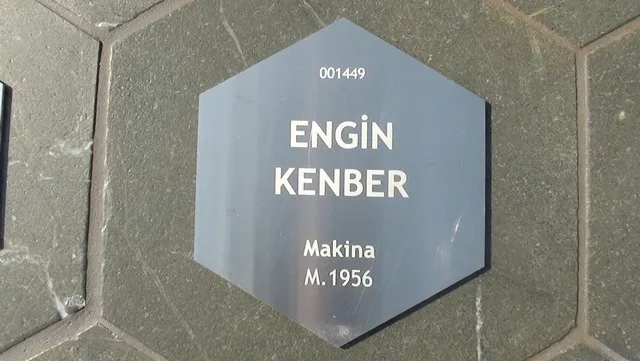 001449
ENGİN
KENBER
Makina
M.1956